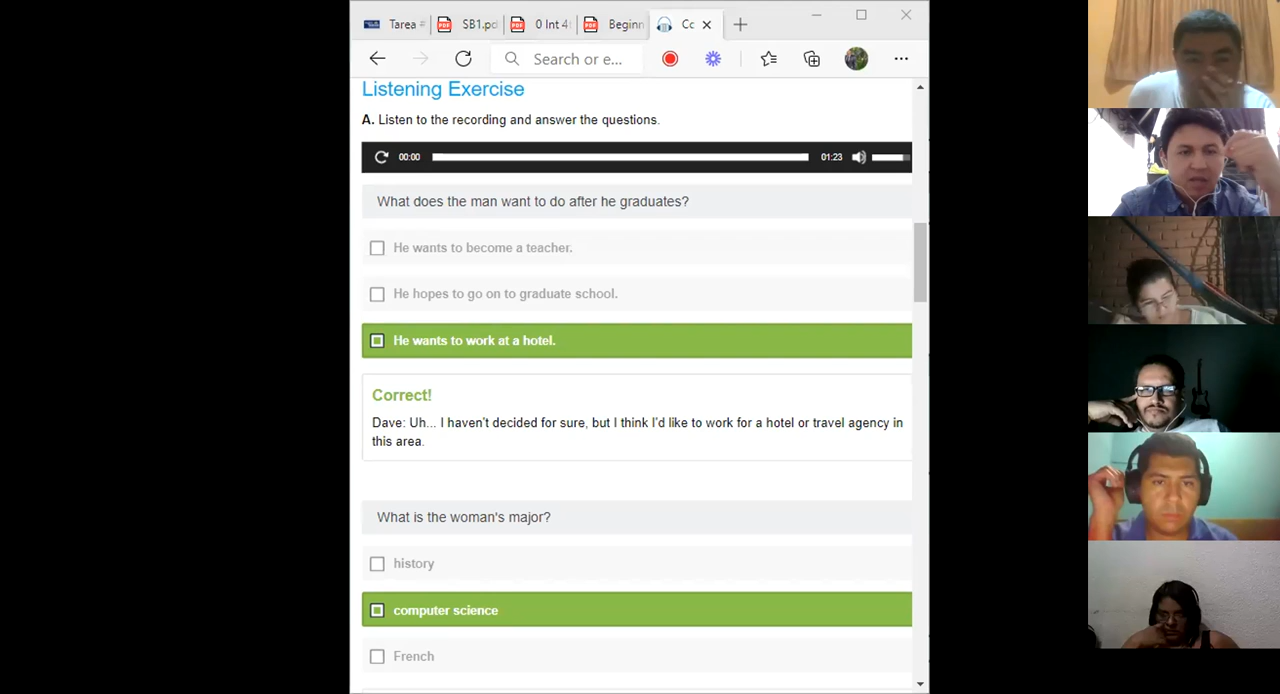 Tarea # SB1.pd 0 Int 4 Beginn Cc
Search or e...
Listening Exercise
A. Listen to the recording and answer the questions.
00:00 01:23
What does the man want to do after he graduates?
He wants to become a teacher.
He hopes to go on to graduate school.
He wants to work at a hotel.
Correct!
Dave: Uh... I haven't decided for sure, but I think I'd like to work for a hotel or travel agency in
this area.
What is the woman's major?
history
computer science
French